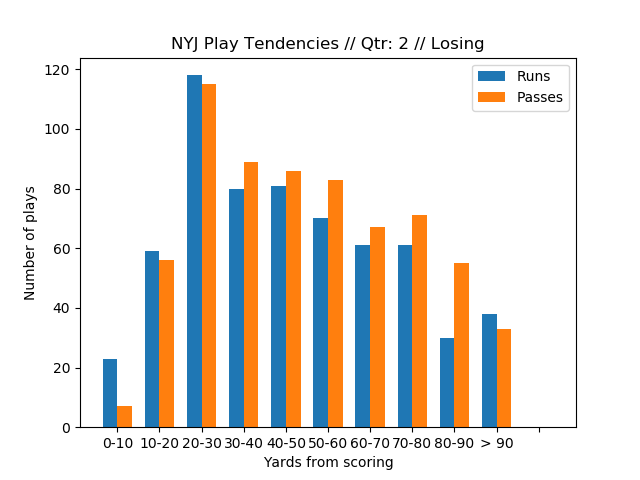 NYJ Play Tendencies // Qtr: 2 // Losing
Runs
Passes
120
100
80
60
40
20
0
Number of plays
0-10 10-20 20-30 30-40 40-50 50-60 60-70 70-80 80-90 > 90
Yards from scoring